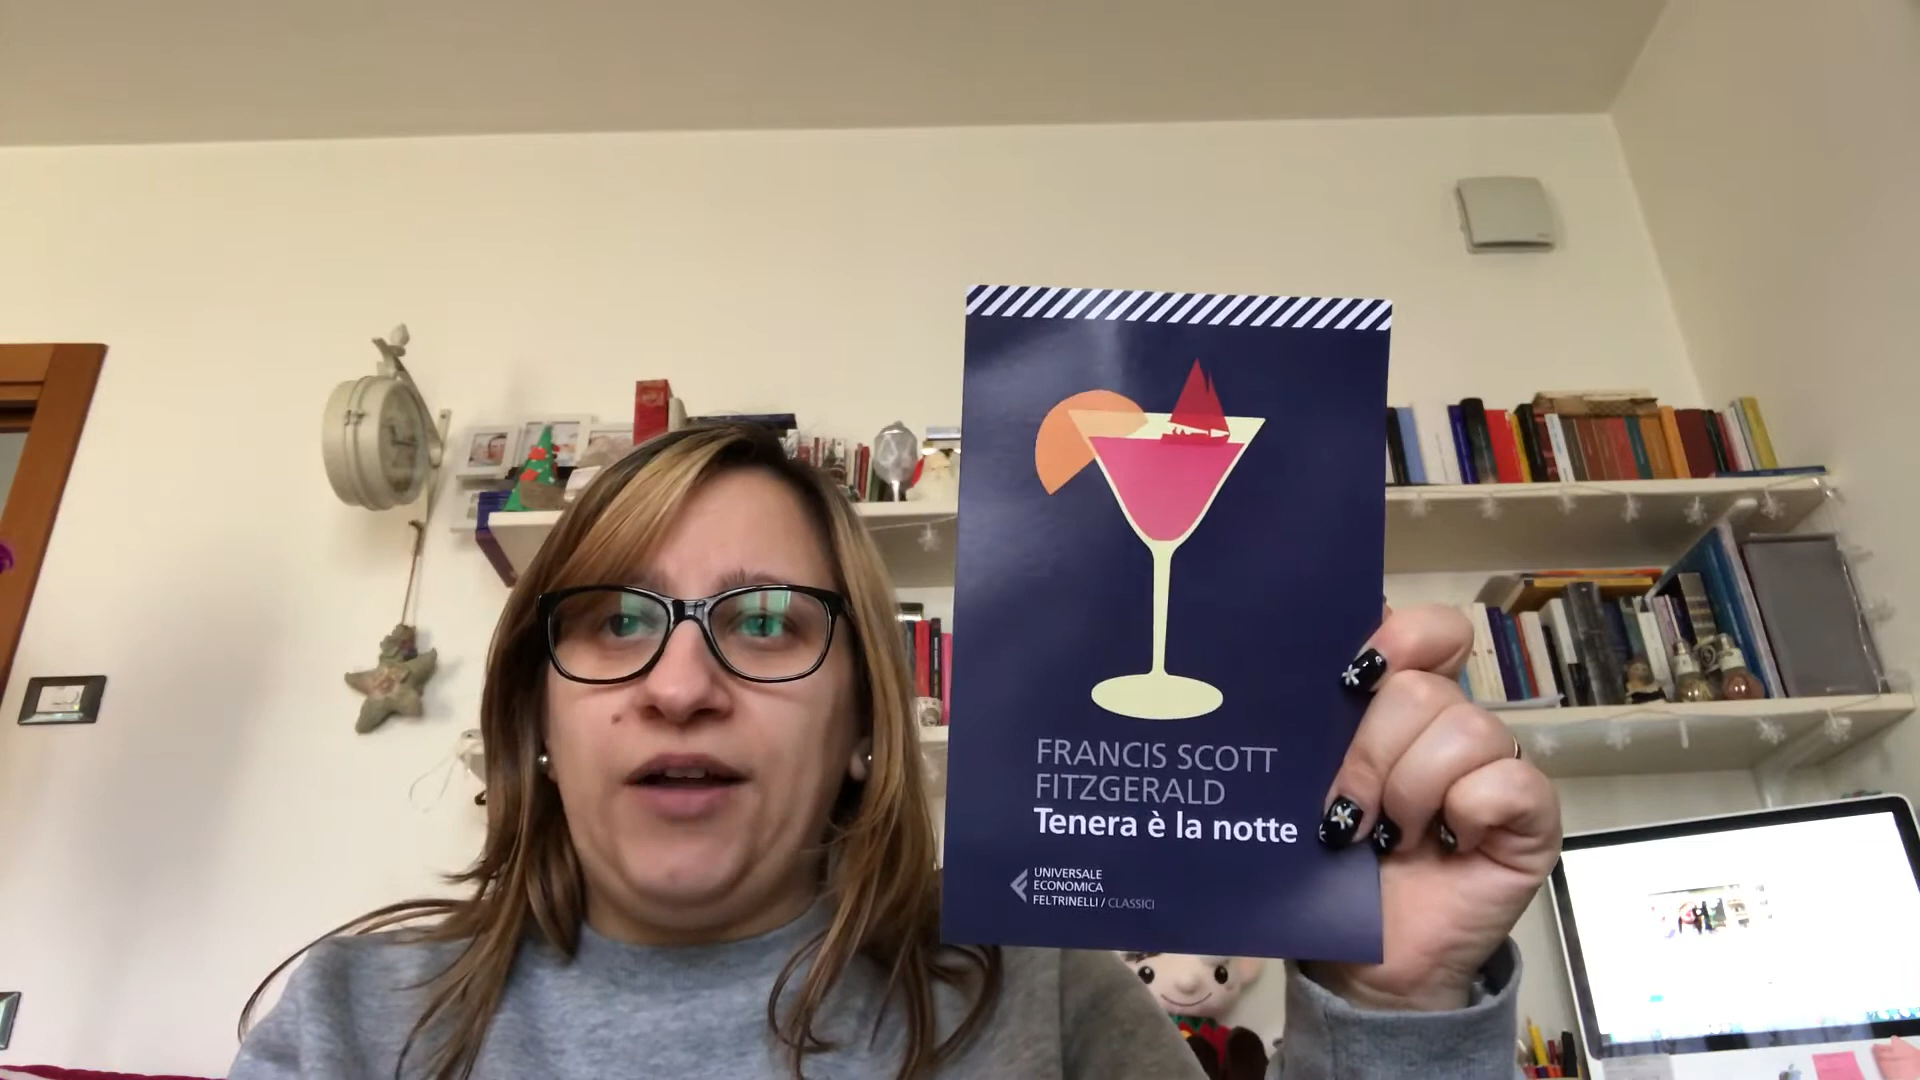 FRANCIS SCOTT
FITZGERALD
Tenera è la notte
UNIVERSALE
ECONOMICA
FELTRINELLI / CLASSICI